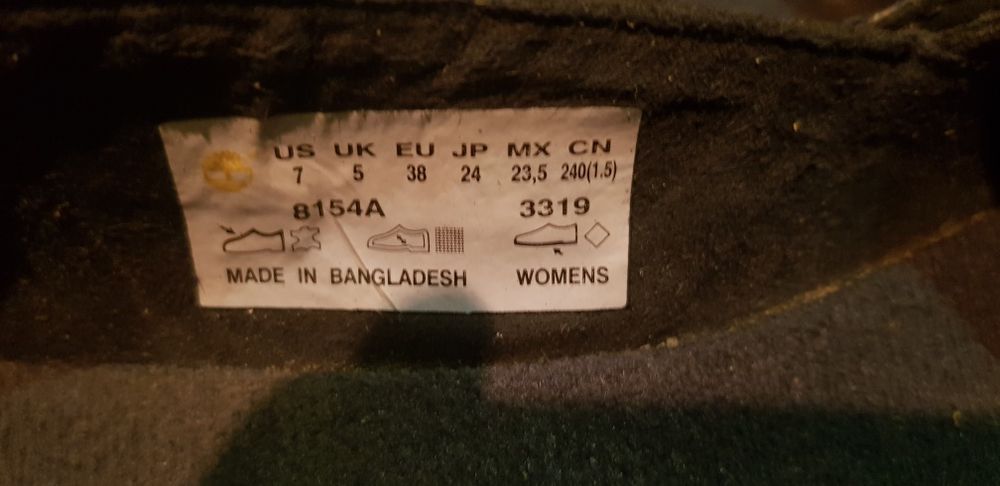 US UK EU JP MX CN
7 5 38 24 23,5 240(1.5)
8154A 3319
MADE IN BANGLADESH WOMENS